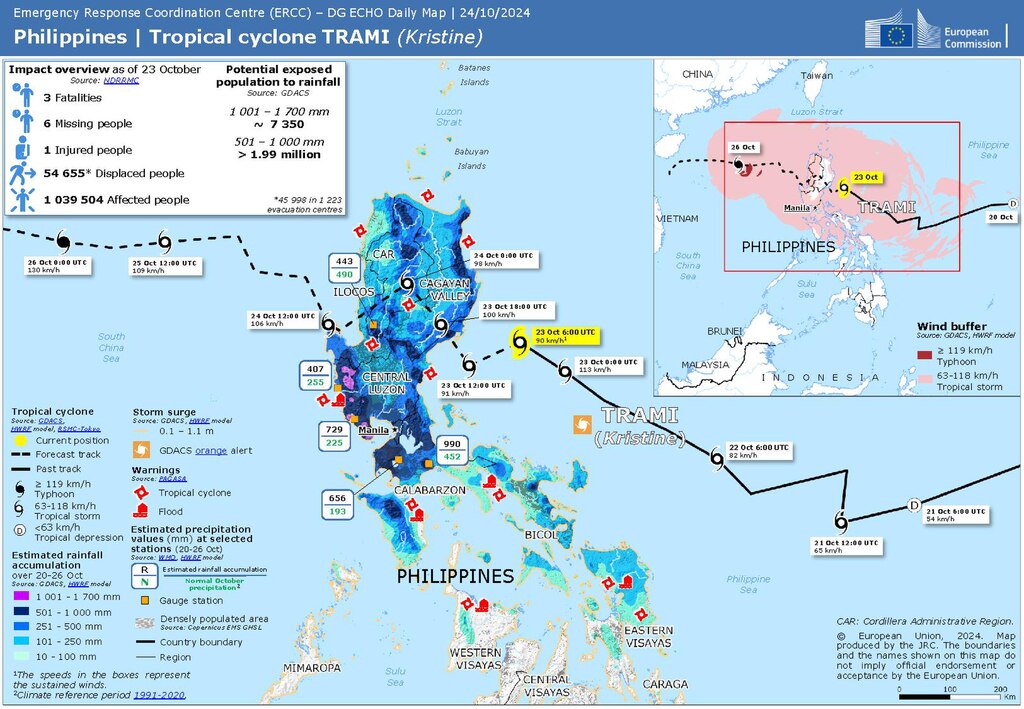 Emergency Response Coordination Centre (ERCC) – DG ECHO Daily Map | 24/10/2024
Philippines | Tropical cyclone TRAMI (Kristine)
European
Commission
Impact overview as of 23 October
Source: NDRRMC
3 Fatalities
6 Missing people
1 Injured people
54 655* Displaced people
1 039 504 Affected people
Potential exposed
population to rainfall
Source: GDACS
1 001 – 1 700 mm
~ 7 350
501 – 1 000 mm
> 1.99 million
*45 998 in 1 223
evacuation centres
Batanes
Islands
Luzon
Strait
Babuyan
Islands
CHINA
Taiwan
Luzon Strait
Philippine
Sea
26 Oct
23 Oct
TRAMI
20 Oct
D
Manila
VIETNAM
PHILIPPINES
South
China
Sea
Sulu
Sea
BRUNEI
MALAYSIA
INDONESIA
Wind buffer
Source: GDACS, HWRF model
≥ 119 km/h
Typhoon
63-118 km/h
Tropical storm
26 Oct 0:00 UTC
130 km/h
25 Oct 12:00 UTC
109 km/h
24 Oct 12:00 UTC
106 km/h
24 Oct 0:00 UTC
98 km/h
23 Oct 18:00 UTC
100 km/h
23 Oct 12:00 UTC
91 km/h
23 Oct 6:00 UTC
90 km/h¹
23 Oct 0:00 UTC
113 km/h
22 Oct 6:00 UTC
82 km/h
21 Oct 12:00 UTC
65 km/h
21 Oct 6:00 UTC
54 km/h
D
TRAMI
(Kristine)
South
China
Sea
443
490
CAR
ILOCOS
CAGAYAN
VALLEY
407
255
CENTRAL
LUZON
729
225
Manila
990
452
656
193
CALABARZON
BICOL
PHILIPPINES
Philippine
Sea
MIMAROPA
Sulu
Sea
WESTERN
VISAYAS
CENTRAL
VISAYAS
EASTERN
VISAYAS
CARAGA
Tropical cyclone
Source: GDACS,
HWRF model, RSMC-Tokyo
Current position
Forecast track
Past track
≥ 119 km/h
Typhoon
63-118 km/h
Tropical storm
D
<63 km/h
Tropical depression
Estimated rainfall
accumulation
over 20-26 Oct
Source: GDACS, HWRF model
1 001 - 1 700 mm
501 - 1 000 mm
251 - 500 mm
101 - 250 mm
10 - 100 mm
¹The speeds in the boxes represent
the sustained winds.
²Climate reference period 1991-2020.
Storm surge
Source: GDACS, HWRF model
0.1 – 1.1 m
GDACS orange alert
Warnings
Source: PAGASA
Tropical cyclone
Flood
Estimated precipitation
values (mm) at selected
stations (20-26 Oct)
Source: WMO, HWRF model
R
N
Estimated rainfall accumulation
Normal October
precipitation²
Gauge station
Densely populated area
Source: Copernicus EMS GHSL
Country boundary
Region
CAR: Cordillera Administrative Region.
© European Union, 2024. Map
produced by the JRC. The boundaries
and the names shown on this map do
not imply official endorsement or
acceptance by the European Union.
0 100 200
Km